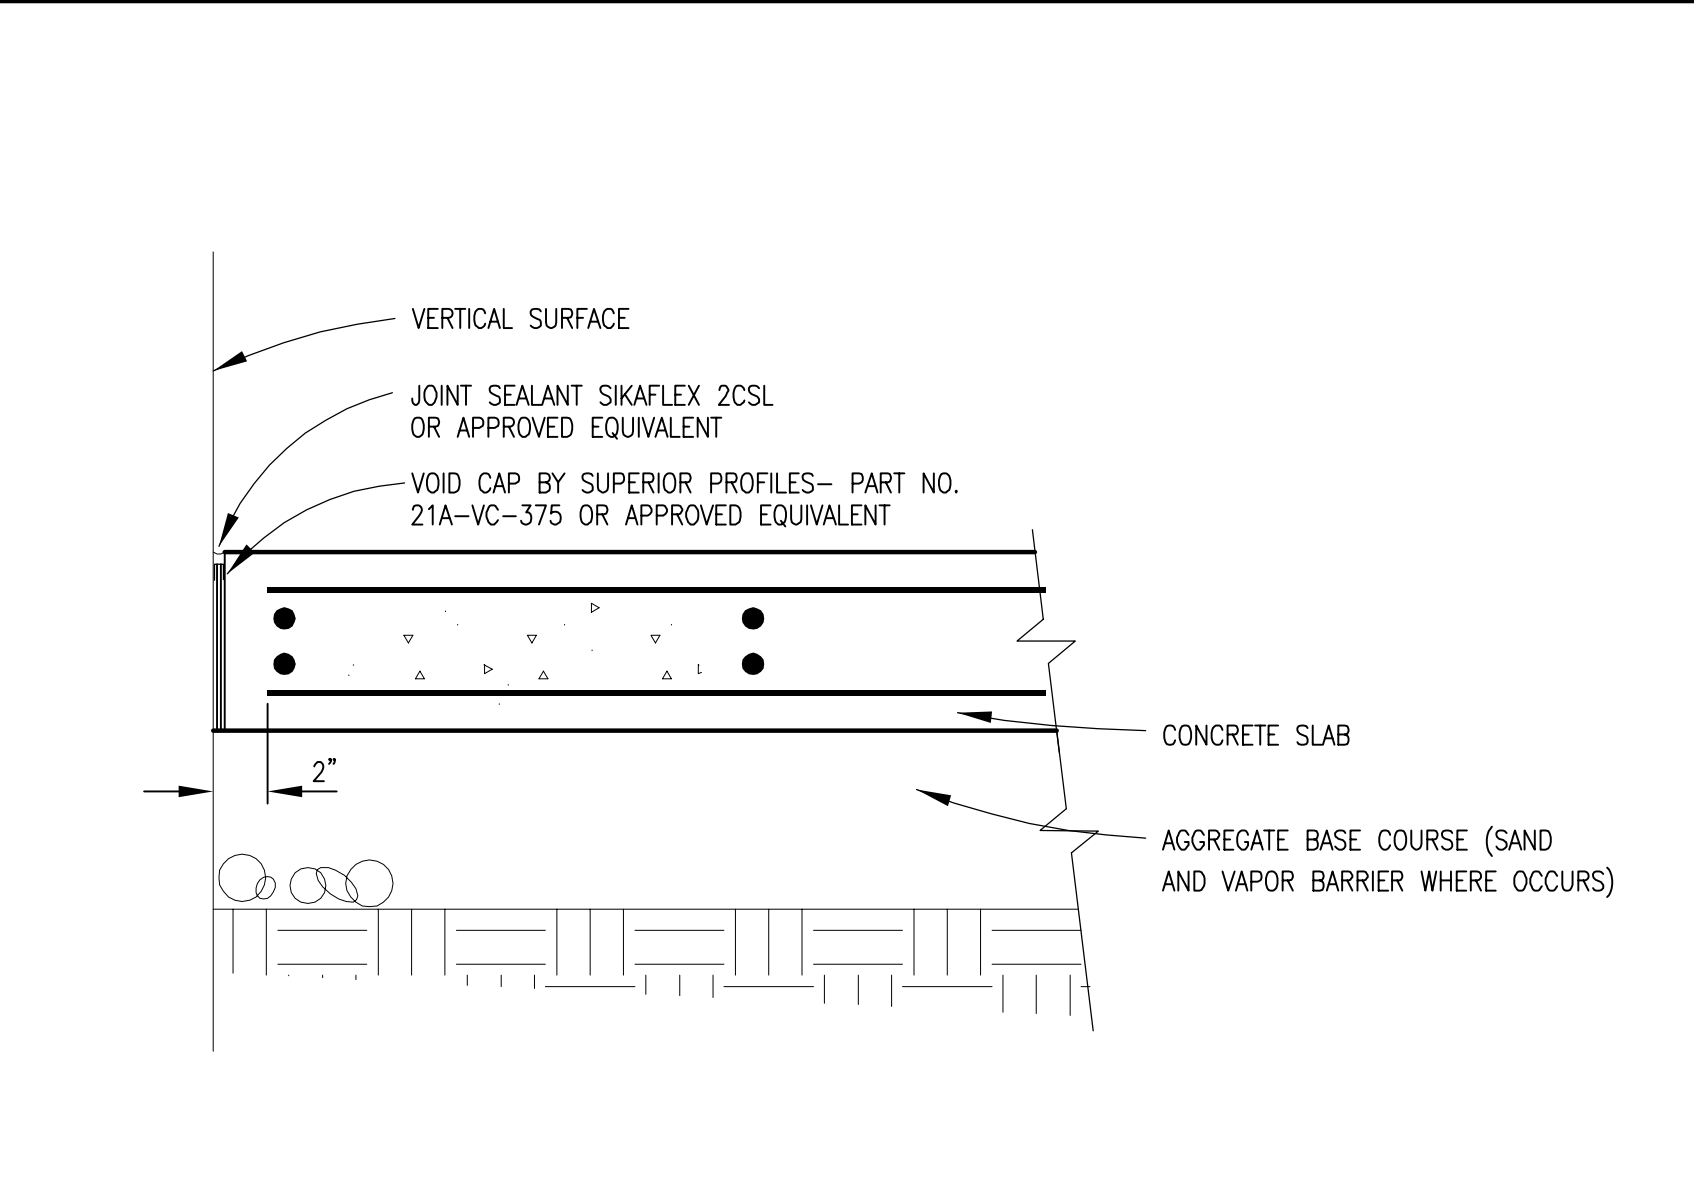 VERTICAL SURFACE
JOINT SEALANT SIKAFLEX 2CSL
OR APPROVED EQUIVALENT
VOID CAP BY SUPERIOR PROFILES– PART NO.
21A–VC–375 OR APPROVED EQUIVALENT
CONCRETE SLAB
2”
AGGREGATE BASE COURSE (SAND
AND VAPOR BARRIER WHERE OCCURS)